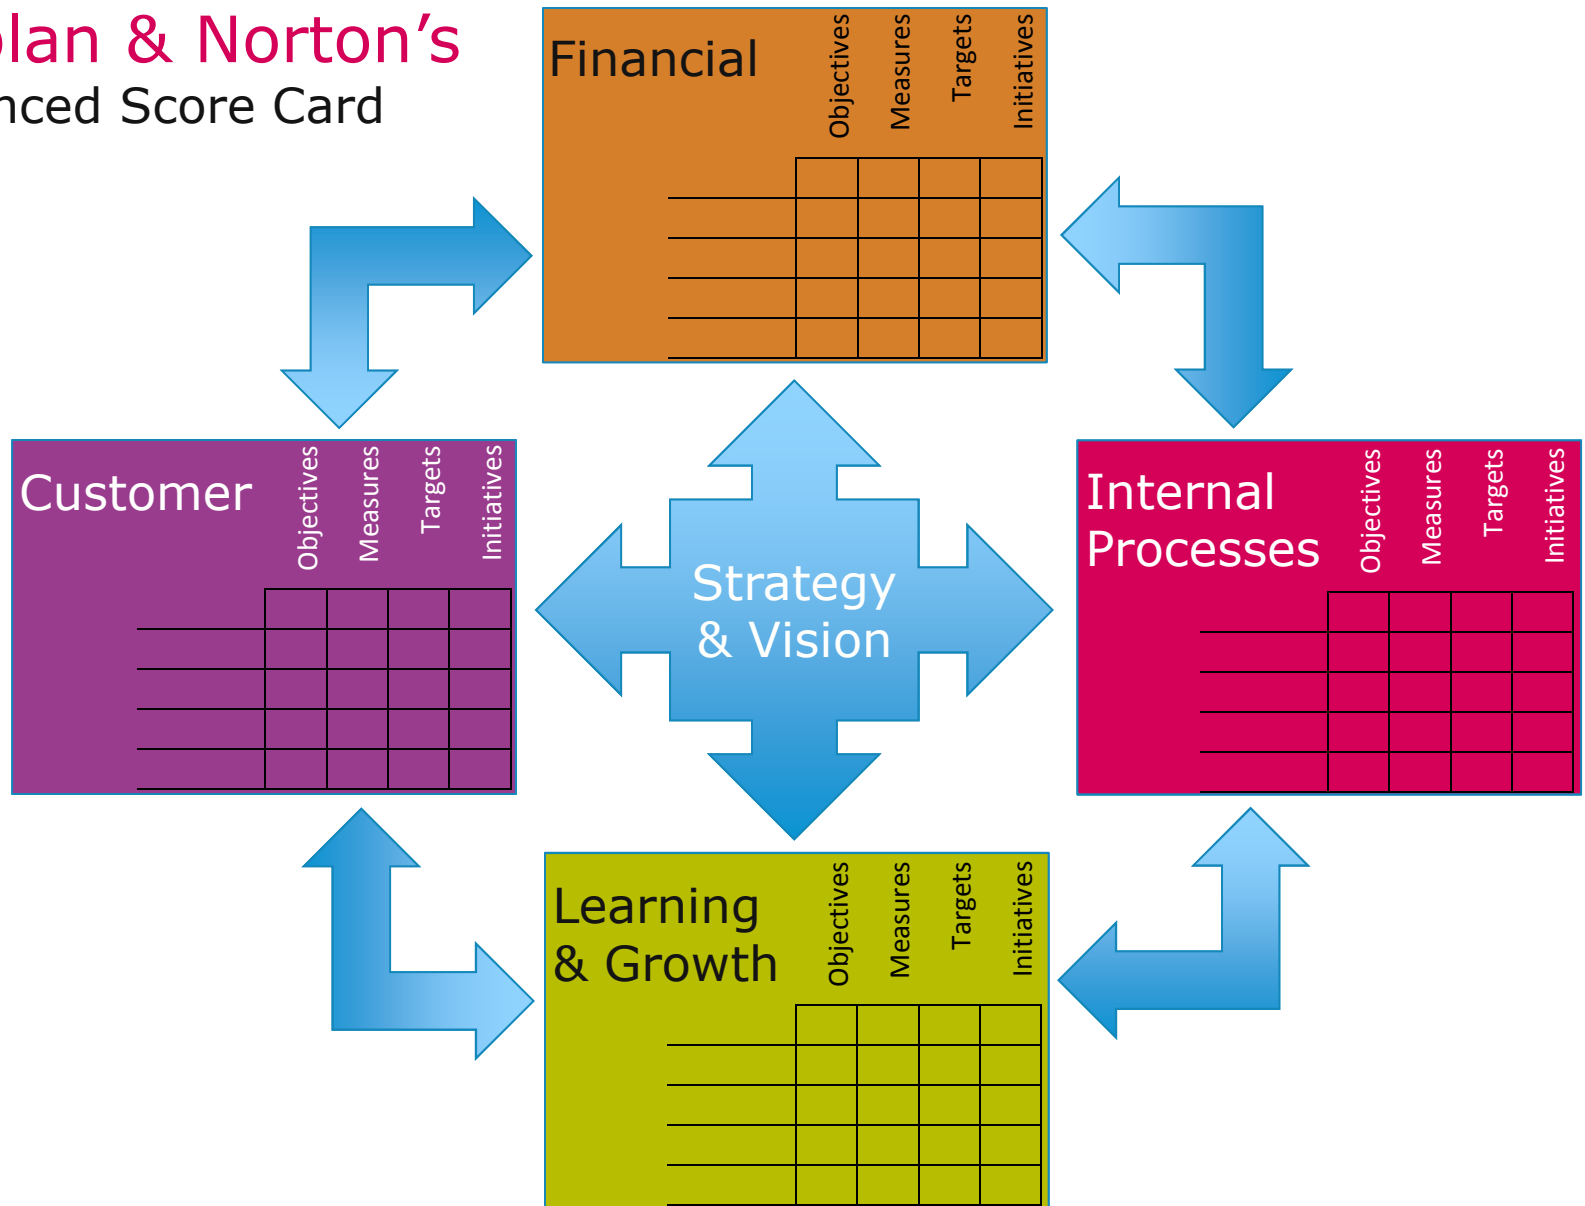 plan & Norton’s
nced Score Card
Financial
Objectives
Measures
Targets
Initiatives
Customer
Objectives
Measures
Targets
Initiatives
Strategy
& Vision
Internal
Processes
Objectives
Measures
Targets
Initiatives
Learning
& Growth
Objectives
Measures
Targets
Initiatives